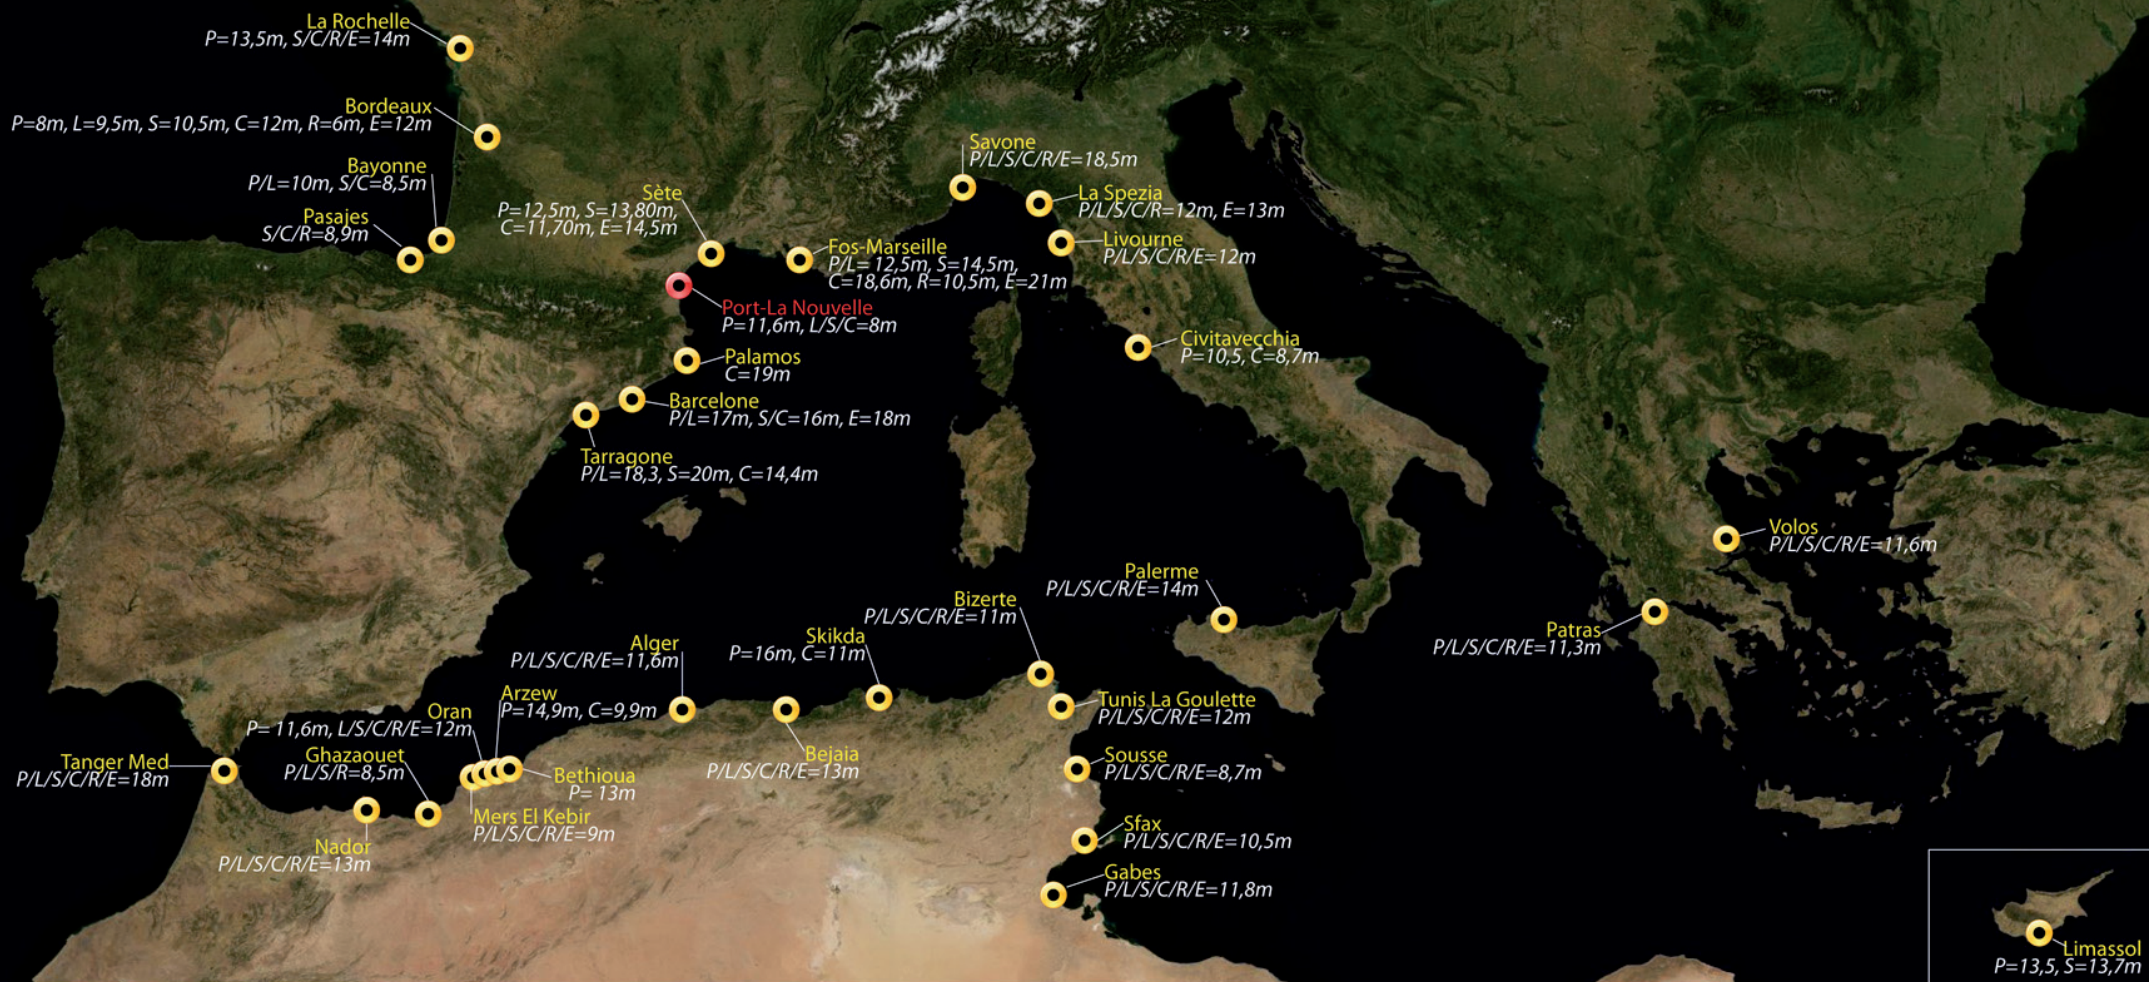 La Rochelle
P=13,5m, S/C/R/E=14m
Bordeaux
P=8m, L=9,5m, S=10,5m, C=12m, R=6m, E=12m
Bayonne
P/L=10m, S/C=8,5m
Pasajes
S/C/R=8,9m
Sète
P=12,5m, S=13,80m,
C=11,70m, E=14,5m
Savone
P/L/S/C/R/E=18,5m
La Spezia
P/L/S/C/R=12m, E=13m
Livourne
P/L/S/C/R/E=12m
Fos-Marseille
P/L= 12,5m, S=14,5m,
C=18,6m, R=10,5m, E=21m
Port-La Nouvelle
P=11,6m, L/S/C=8m
Civitavecchia
P=10,5, C=8,7m
Palamos
C=19m
Barcelone
P/L=17m, S/C=16m, E=18m
Tarragone
P/L=18,3, S=20m, C=14,4m
Volos
P/L/S/C/R/E=11,6m
Palerme
P/L/S/C/R/E=14m
Bizerte
P/L/S/C/R/E=11m
Patras
P/L/S/C/R/E=11,3m
Skikda
P=16m, C=11m
Alger
P/L/S/C/R/E=11,6m
Arzew
P=14,9m, C=9,9m
Oran
P= 11,6m, L/S/C/R/E=12m
Tunis La Goulette
P/L/S/C/R/E=12m
Ghazaouet
P/L/S/R=8,5m
Tanger Med
P/L/S/C/R/E=18m
Bejaia
P/L/S/C/R/E=13m
Sousse
P/L/S/C/R/E=8,7m
Bethioua
P= 13m
Mers El Kebir
P/L/S/C/R/E=9m
Nador
P/L/S/C/R/E=13m
Sfax
P/L/S/C/R/E=10,5m
Gabes
P/L/S/C/R/E=11,8m
Limassol
P=13,5, S=13,7m